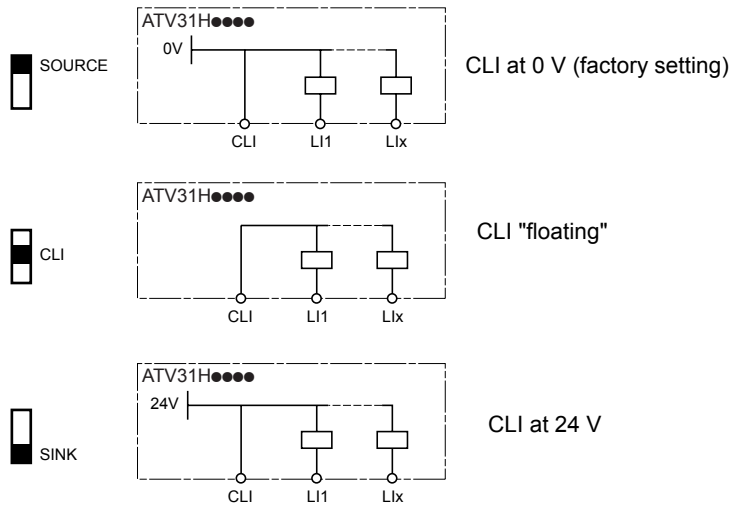 ATV31H●●●●
0V
SOURCE
CLI at 0 V (factory setting)
CLI LI1 LIx
ATV31H●●●●
CLI "floating"
CLI
CLI LI1 LIx
ATV31H●●●●
24V
CLI at 24 V
SINK
CLI LI1 LIx